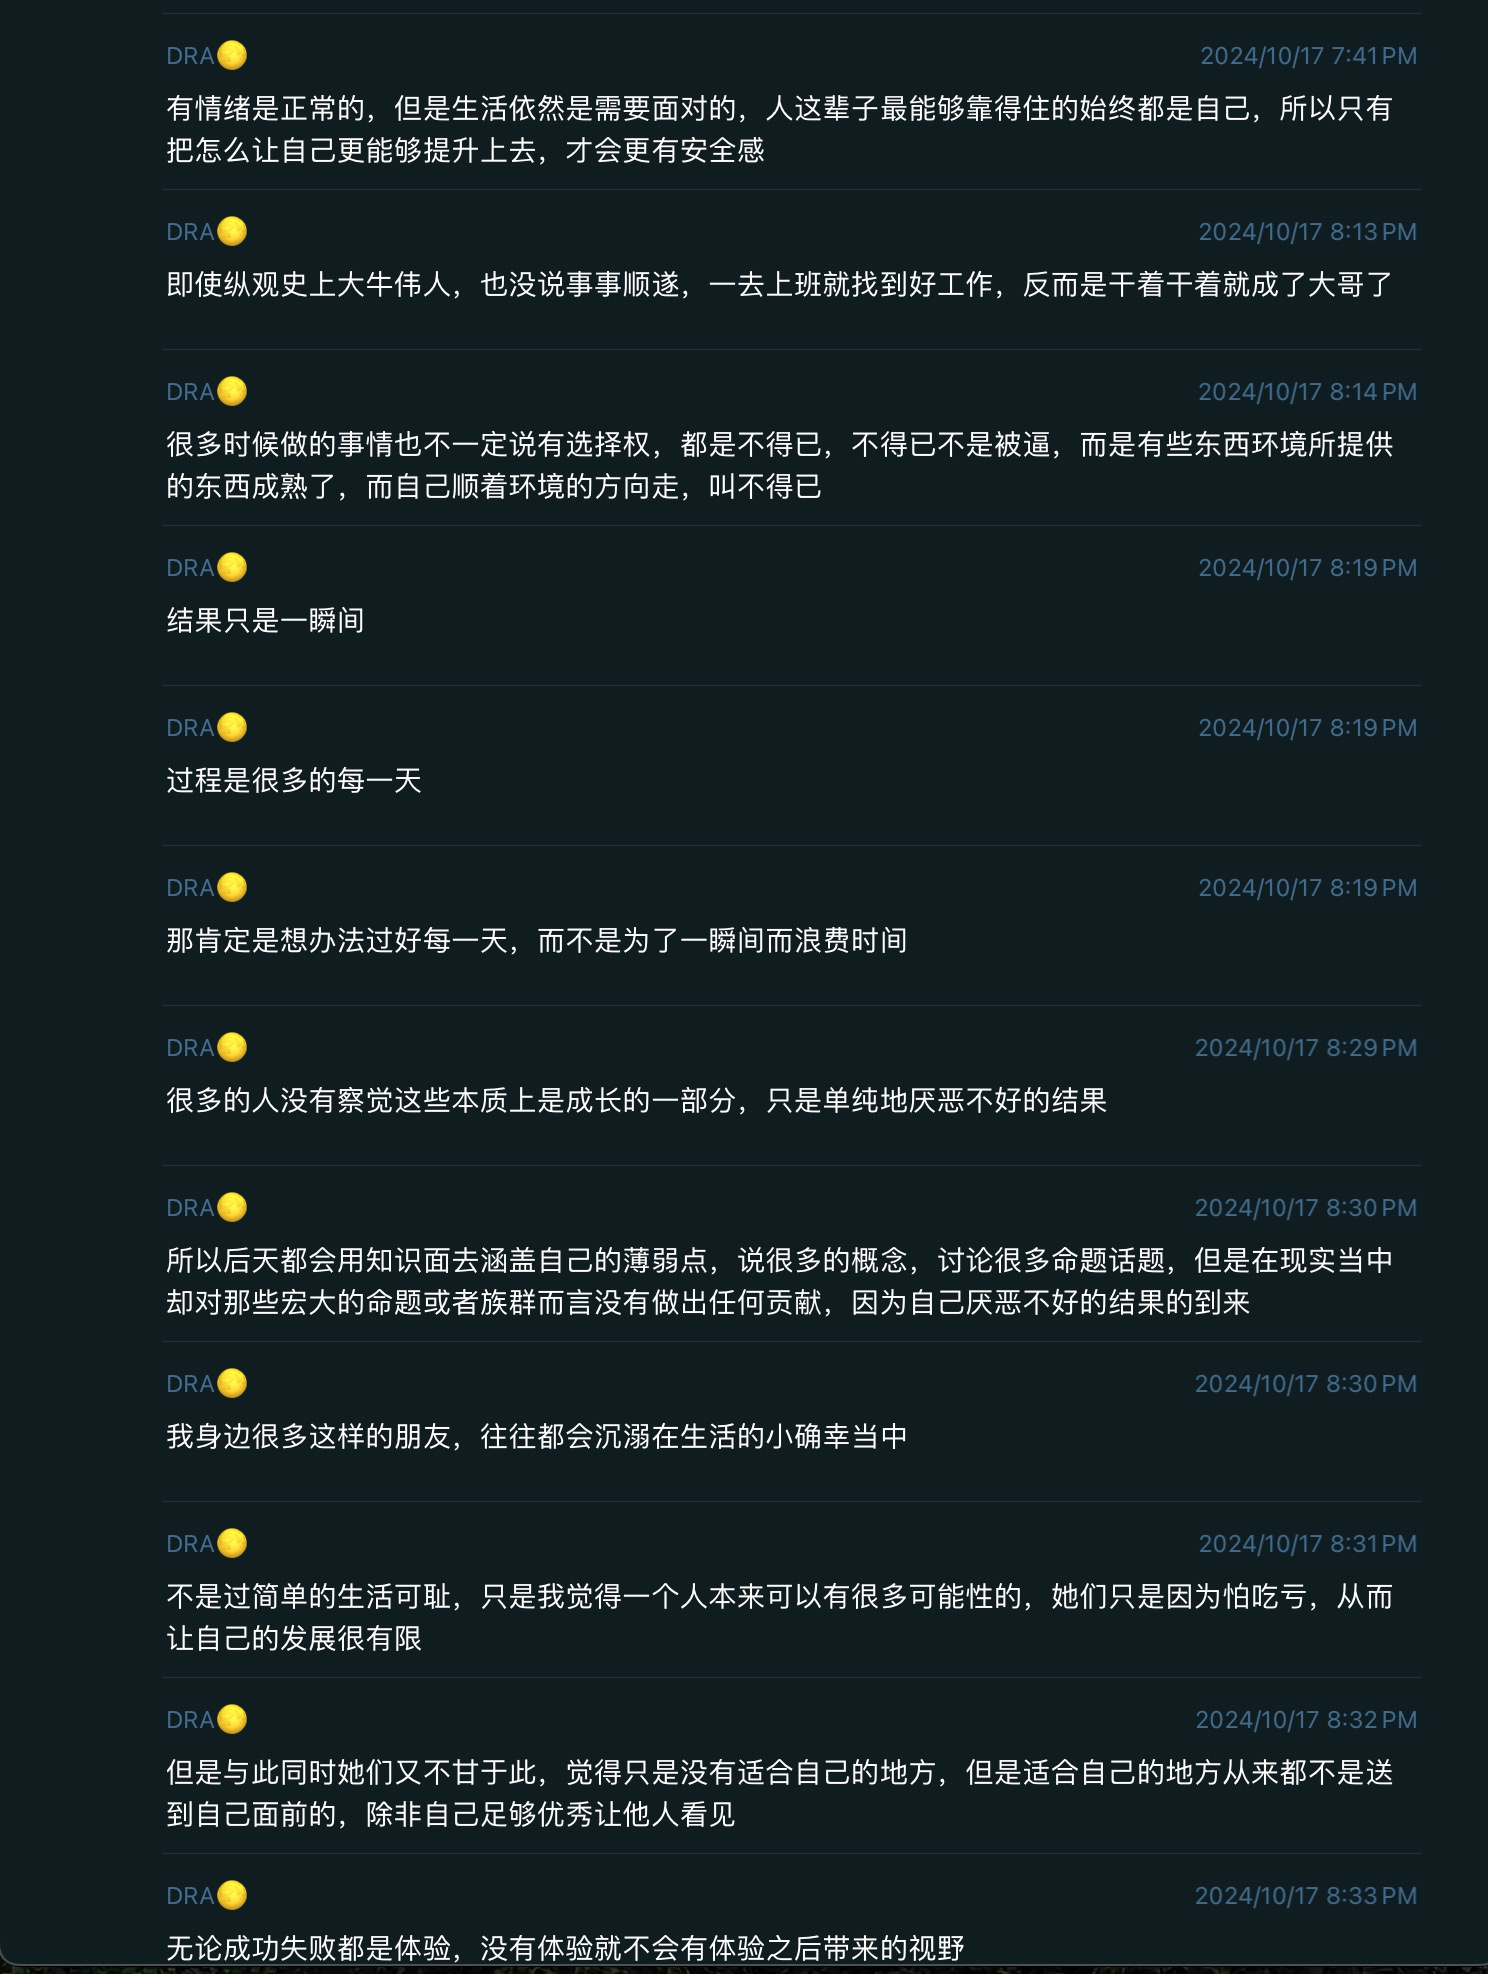 DRA🌕 2024/10/17 7:41 PM
有情绪是正常的，但是生活依然是需要面对的，人这辈子最能够靠得住的始终都是自己，所以只有
把怎么让自己更能够提升上去，才会更有安全感
DRA🌕 2024/10/17 8:13 PM
即使纵观史上大牛伟人，也没说事事顺遂，一去上班就找到好工作，反而是干着干着就成了大哥了
DRA🌕 2024/10/17 8:14 PM
很多时候做的事情也不一定说有选择权，都是不得已，不得已不是被逼，而是有些东西环境所提供
的东西成熟了，而自己顺着环境的方向走，叫不得已
DRA🌕 2024/10/17 8:19 PM
结果只是一瞬间
DRA🌕 2024/10/17 8:19 PM
过程是很多的每一天
DRA🌕 2024/10/17 8:19 PM
那肯定是想办法过好每一天，而不是为了一瞬间而浪费时间
DRA🌕 2024/10/17 8:29 PM
很多的人没有察觉这些本质上是成长的一部分，只是单纯地厌恶不好的结果
DRA🌕 2024/10/17 8:30 PM
所以后天都会用知识面去涵盖自己的薄弱点，说很多的概念，讨论很多命题话题，但是在现实当中
却对那些宏大的命题或者族群而言没有做出任何贡献，因为自己厌恶不好的结果的到来
DRA🌕 2024/10/17 8:30 PM
我身边很多这样的朋友，往往都会沉溺在生活的小确幸当中
DRA🌕 2024/10/17 8:31 PM
不是过简单的生活可耻，只是我觉得一个人本来可以有很多可能性的，她们只是因为怕吃亏，从而
让自己的发展很有限
DRA🌕 2024/10/17 8:32 PM
但是与此同时她们又不甘于此，觉得只是没有适合自己的地方，但是适合自己的地方从来都不是送
到自己面前的，除非自己足够优秀让他人看见
DRA🌕 2024/10/17 8:33 PM
无论成功失败都是体验，没有体验就不会有体验之后带来的视野